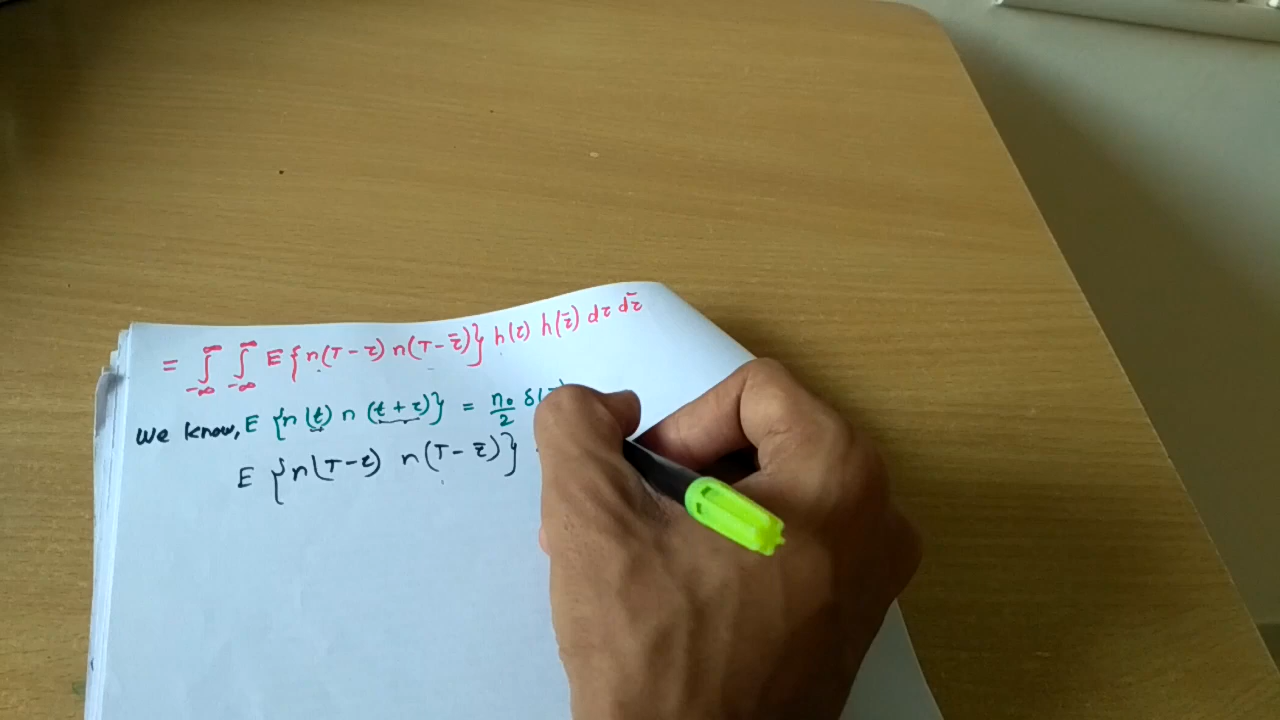 = ∫_{-∞}^{∞} ∫_{-∞}^{∞} E{n(T-τ) n(T-τ̄)} h(τ) h(τ̄) dτ dτ̄
We know, E {n(t) n(t+τ)} = n₀/2 δ(τ)
E {n(T-τ) n(T-τ̄)}